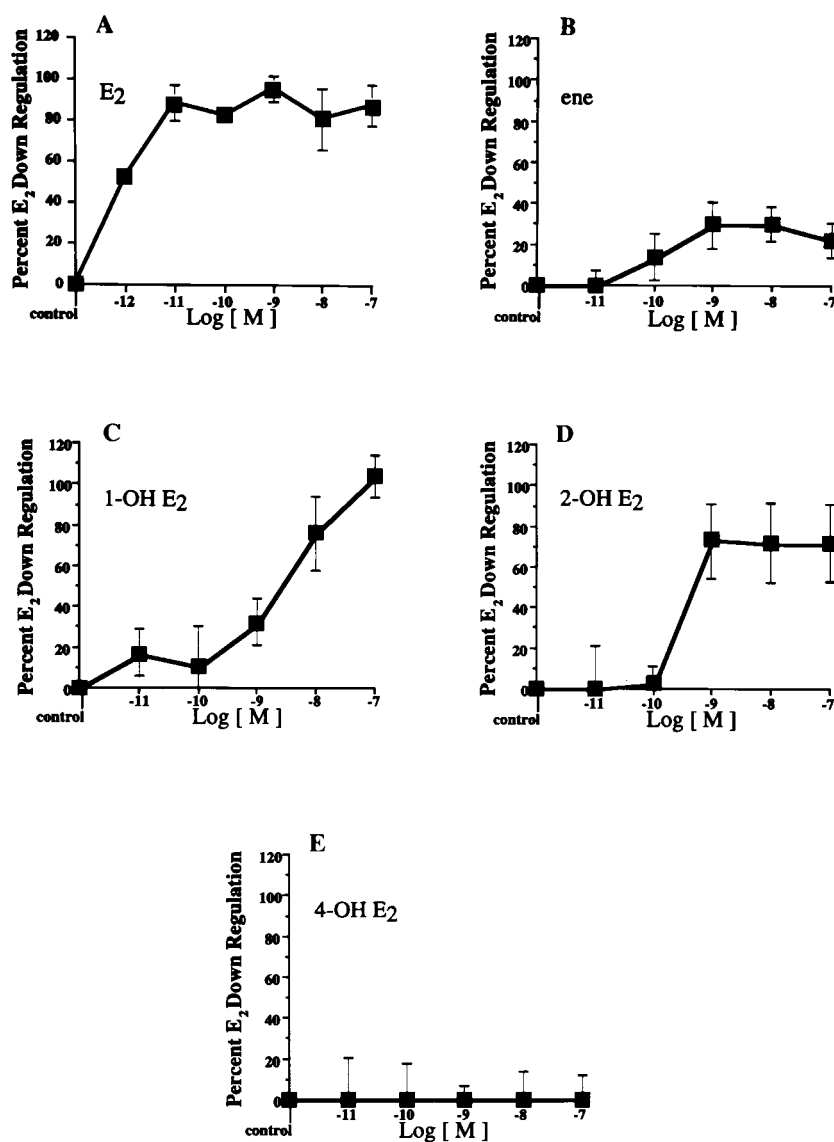 A
Percent E2 Down Regulation
120
100
80
60
40
20
0
E2
control
-12
-11
-10
-9
-8
-7
Log [ M ]
B
Percent E2 Down Regulation
120
100
80
60
40
20
0
ene
control
-11
-10
-9
-8
-7
Log [ M ]
C
Percent E2 Down Regulation
120
100
80
60
40
20
0
1-OH E2
control
-11
-10
-9
-8
-7
Log [ M ]
D
Percent E2 Down Regulation
120
100
80
60
40
20
0
2-OH E2
control
-11
-10
-9
-8
-7
Log [ M ]
E
Percent E2 Down Regulation
120
100
80
60
40
20
0
4-OH E2
control
-11
-10
-9
-8
-7
Log [ M ]